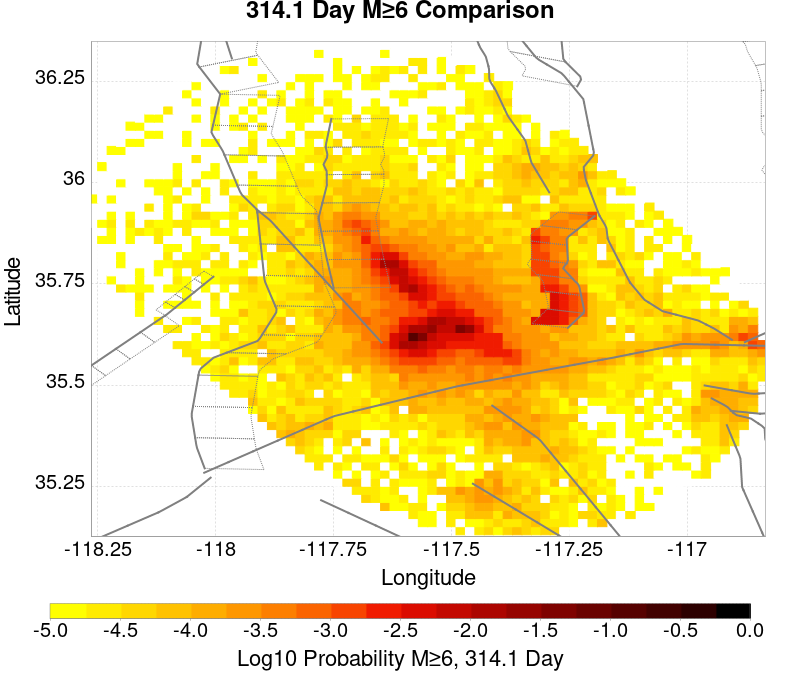 314.1 Day M≥6 Comparison
36.25
36
35.75
35.5
35.25
Latitude
-118.25 -118 -117.75 -117.5 -117.25 -117
Longitude
-5.0 -4.5 -4.0 -3.5 -3.0 -2.5 -2.0 -1.5 -1.0 -0.5 0.0
Log10 Probability M≥6, 314.1 Day